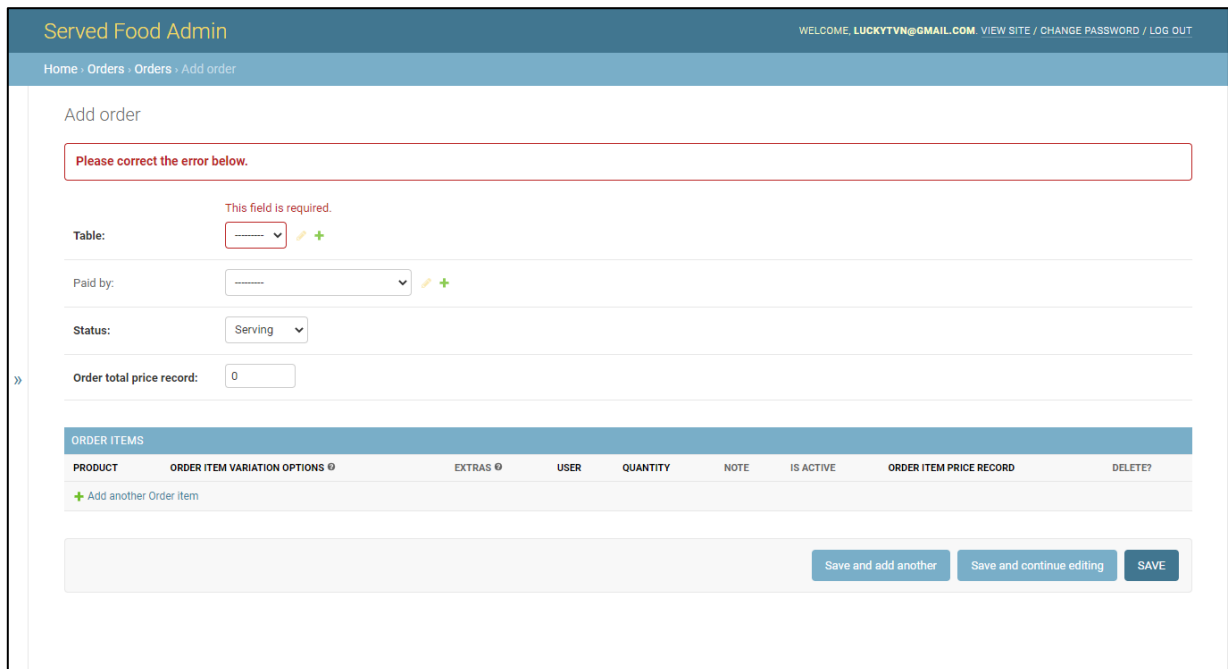 Served Food Admin
WELCOME, LUCKYTVN@GMAIL.COM. VIEW SITE / CHANGE PASSWORD / LOG OUT
Home › Orders › Orders › Add order
Add order
Please correct the error below.
This field is required.
Table: ---------
Paid by: ---------
Status: Serving
Order total price record: 0
»
ORDER ITEMS
PRODUCT ORDER ITEM VARIATION OPTIONS EXTRAS USER QUANTITY NOTE IS ACTIVE ORDER ITEM PRICE RECORD DELETE?
Add another Order item
Save and add another Save and continue editing SAVE